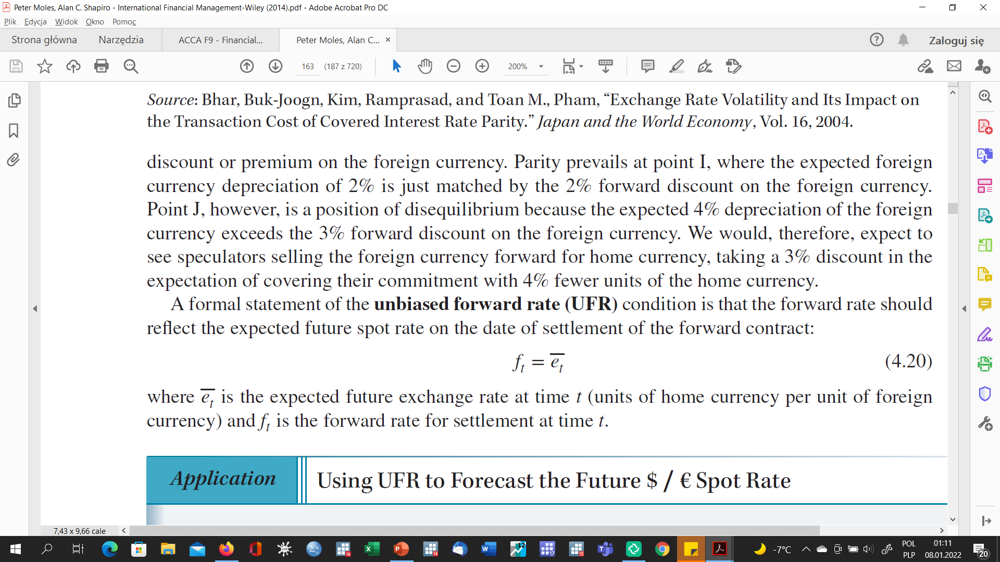 Peter Moles, Alan C. Shapiro - International Financial Management-Wiley (2014).pdf - Adobe Acrobat Pro DC
Plik Edycja Widok Okno Pomoc
Strona główna Narzędzia ACCA F9 - Financial... Peter Moles, Alan C... × Zaloguj się
163 (187 z 720) 200%
Source: Bhar, Buk-Joogn, Kim, Ramprasad, and Toan M., Pham, “Exchange Rate Volatility and Its Impact on
the Transaction Cost of Covered Interest Rate Parity.” Japan and the World Economy, Vol. 16, 2004.
discount or premium on the foreign currency. Parity prevails at point I, where the expected foreign
currency depreciation of 2% is just matched by the 2% forward discount on the foreign currency.
Point J, however, is a position of disequilibrium because the expected 4% depreciation of the foreign
currency exceeds the 3% forward discount on the foreign currency. We would, therefore, expect to
see speculators selling the foreign currency forward for home currency, taking a 3% discount in the
expectation of covering their commitment with 4% fewer units of the home currency.
A formal statement of the unbiased forward rate (UFR) condition is that the forward rate should
reflect the expected future spot rate on the date of settlement of the forward contract:
fₜ = e̅ₜ (4.20)
where e̅ₜ is the expected future exchange rate at time t (units of home currency per unit of foreign
currency) and fₜ is the forward rate for settlement at time t.
Application Using UFR to Forecast the Future $ / € Spot Rate
7,43 x 9,66 cale
-7°C POL 01:11
PLP 08.01.2022 20